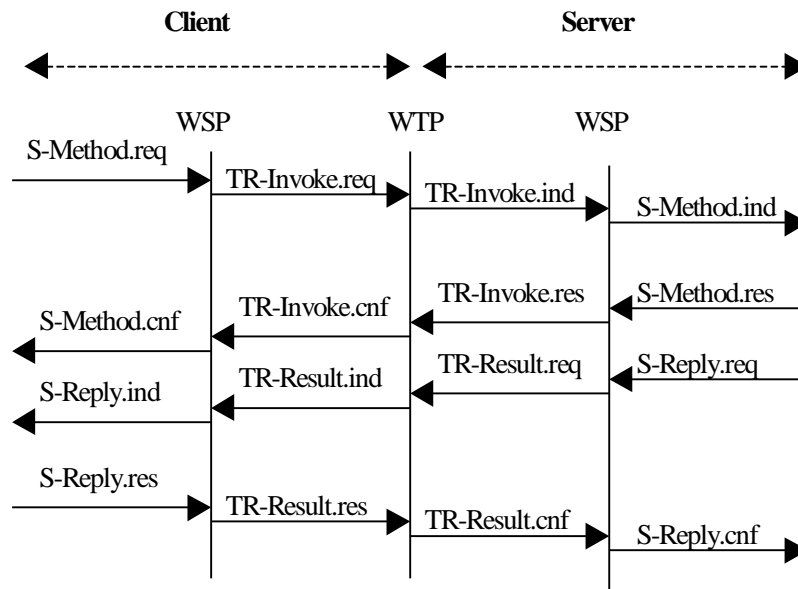 Client Server
WSP WTP WSP
S-Method.req
TR-Invoke.req
TR-Invoke.ind
S-Method.ind
S-Method.res
TR-Invoke.res
TR-Invoke.cnf
S-Method.cnf
S-Reply.req
TR-Result.req
TR-Result.ind
S-Reply.ind
S-Reply.res
TR-Result.res
TR-Result.cnf
S-Reply.cnf